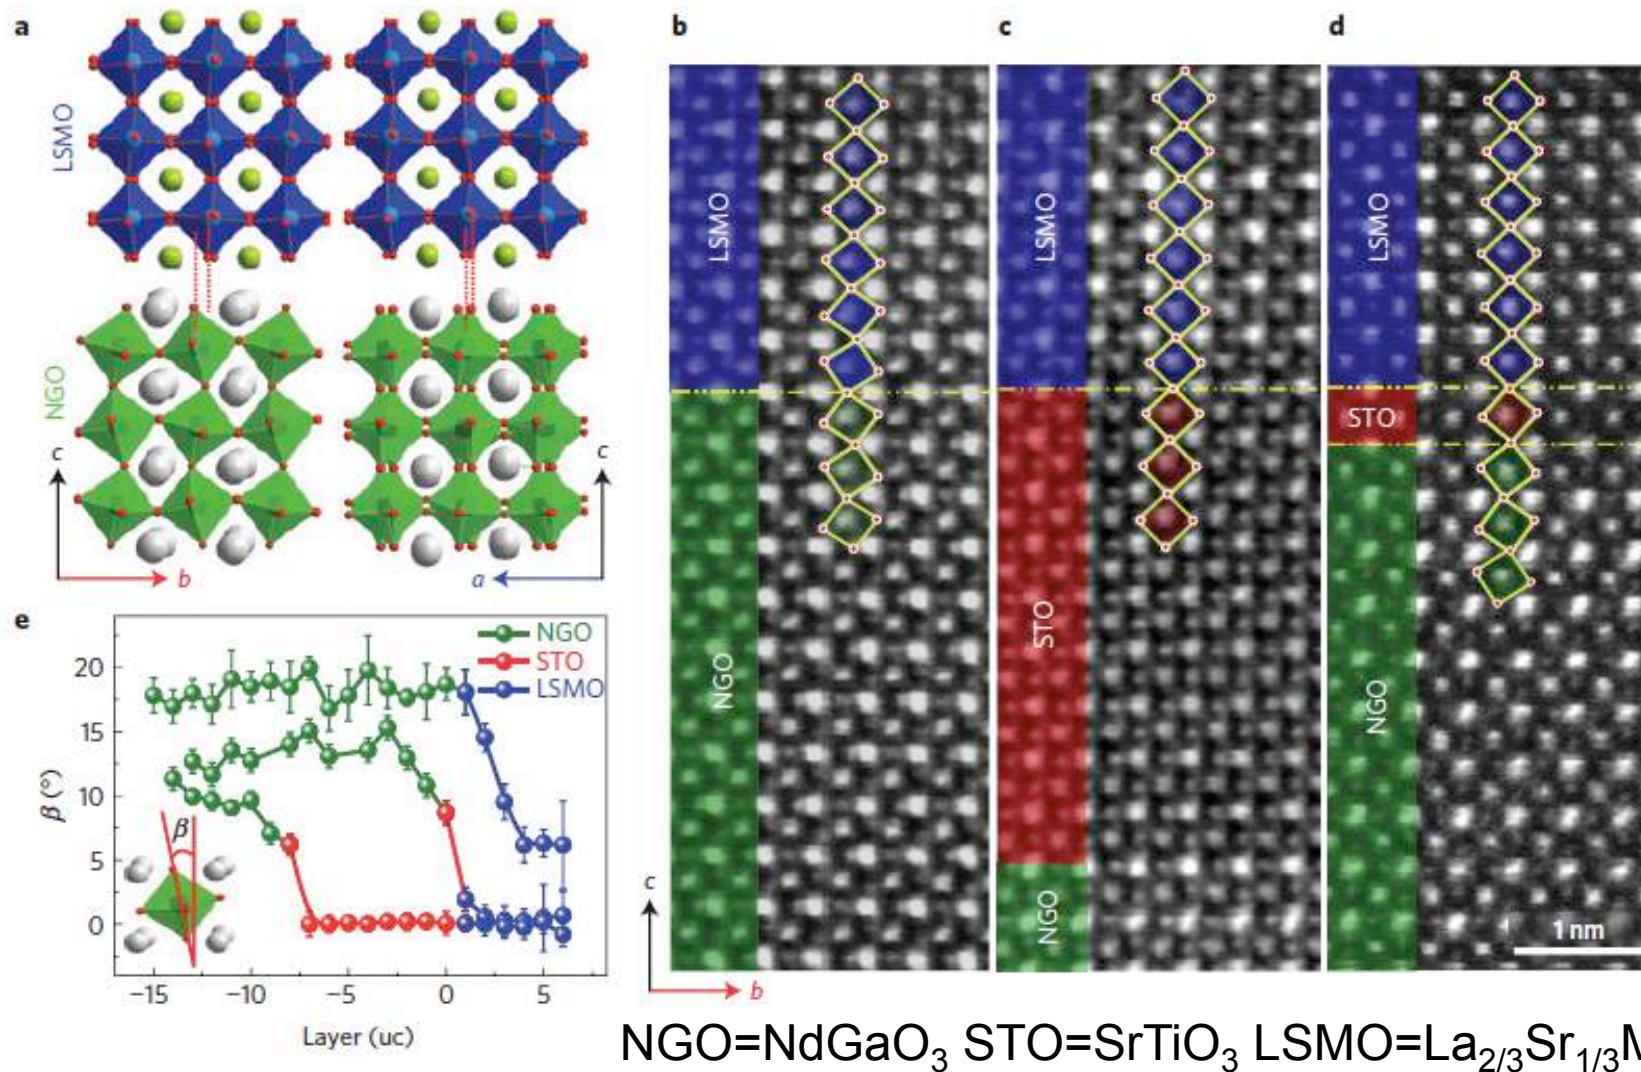 a
LSMO
NGO
c
b
c
a
b
LSMO
NGO
c
LSMO
STO
NGO
d
LSMO
STO
NGO
1 nm
c
b
e
NGO
STO
LSMO
β (°)
20
15
10
5
0
β
−15 −10 −5 0 5
Layer (uc)
NGO=NdGaO₃ STO=SrTiO₃ LSMO=La₂/₃Sr₁/₃M